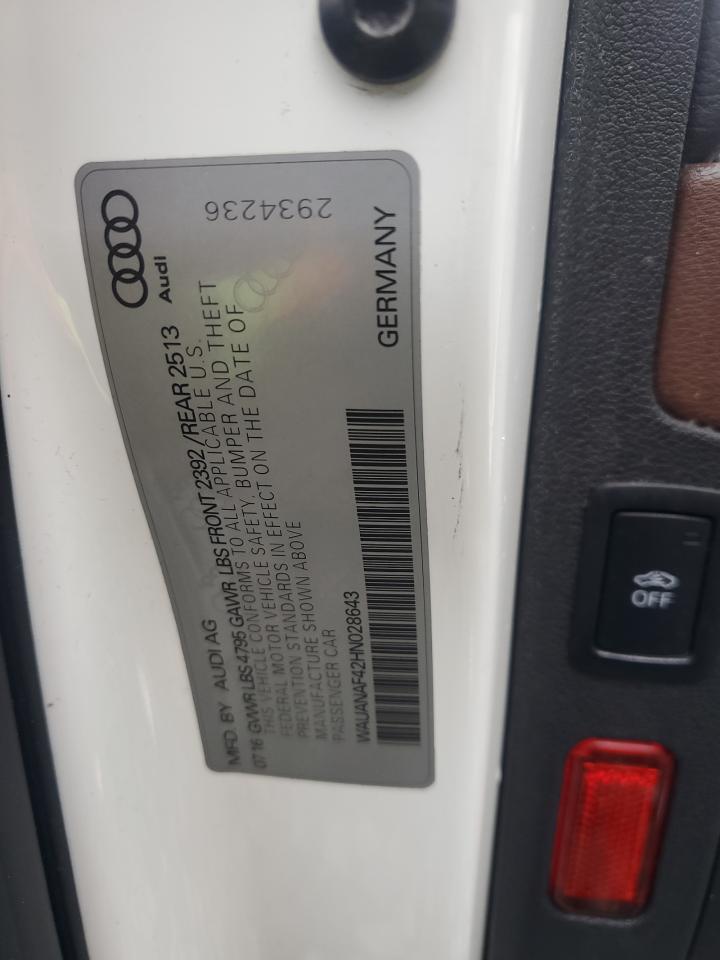 MFD. BY AUDI AG
Audi
0716 GVWR LBS 4795 GAWR LBS FRONT 2392 /REAR 2513
THIS VEHICLE CONFORMS TO ALL APPLICABLE U.S.
FEDERAL MOTOR VEHICLE SAFETY, BUMPER AND THEFT
PREVENTION STANDARDS IN EFFECT ON THE DATE OF
MANUFACTURE SHOWN ABOVE
PASSENGER CAR
2934236
WAUANAF42HN028643
GERMANY
OFF